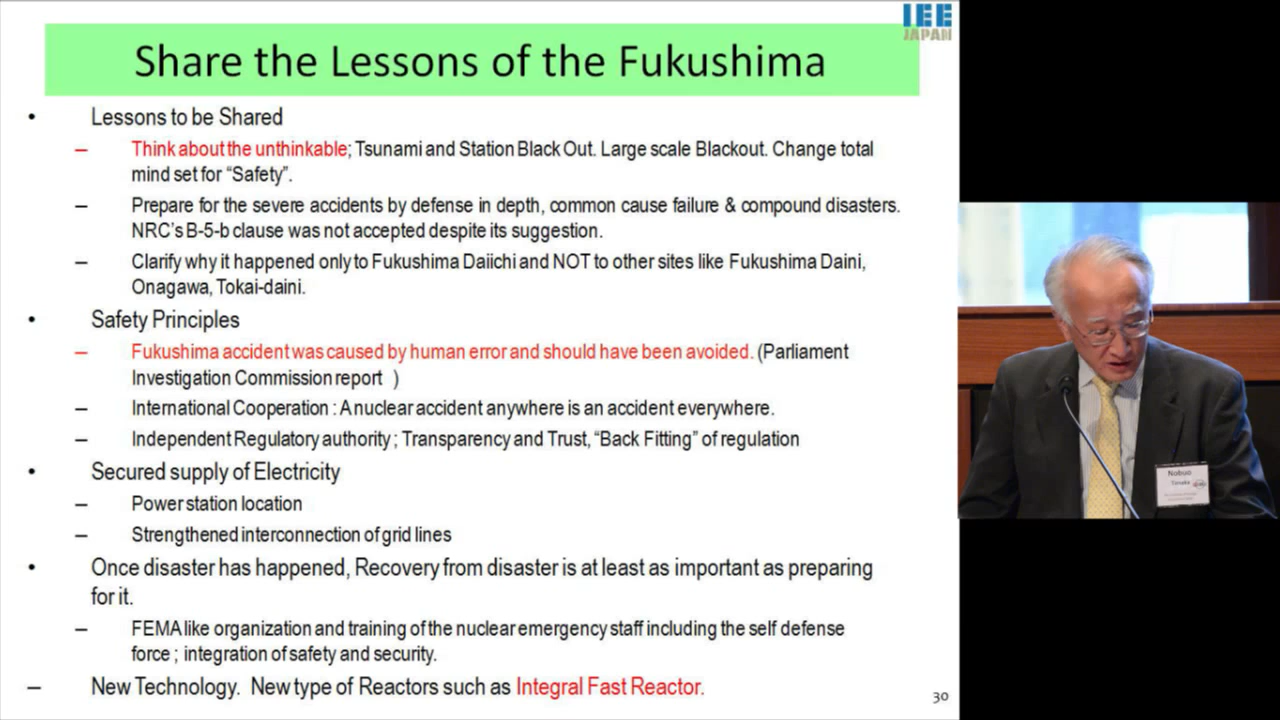 IEE
JAPAN
Share the Lessons of the Fukushima
• Lessons to be Shared
– Think about the unthinkable; Tsunami and Station Black Out. Large scale Blackout. Change total
mind set for “Safety”.
– Prepare for the severe accidents by defense in depth, common cause failure & compound disasters.
NRC’s B-5-b clause was not accepted despite its suggestion.
– Clarify why it happened only to Fukushima Daiichi and NOT to other sites like Fukushima Daini,
Onagawa, Tokai-daini.
• Safety Principles
– Fukushima accident was caused by human error and should have been avoided. (Parliament
Investigation Commission report )
– International Cooperation : A nuclear accident anywhere is an accident everywhere.
– Independent Regulatory authority ; Transparency and Trust, “Back Fitting” of regulation
• Secured supply of Electricity
– Power station location
– Strengthened interconnection of grid lines
• Once disaster has happened, Recovery from disaster is at least as important as preparing
for it.
– FEMA like organization and training of the nuclear emergency staff including the self defense
force ; integration of safety and security.
– New Technology. New type of Reactors such as Integral Fast Reactor.
30
Nobuo
Tanaka